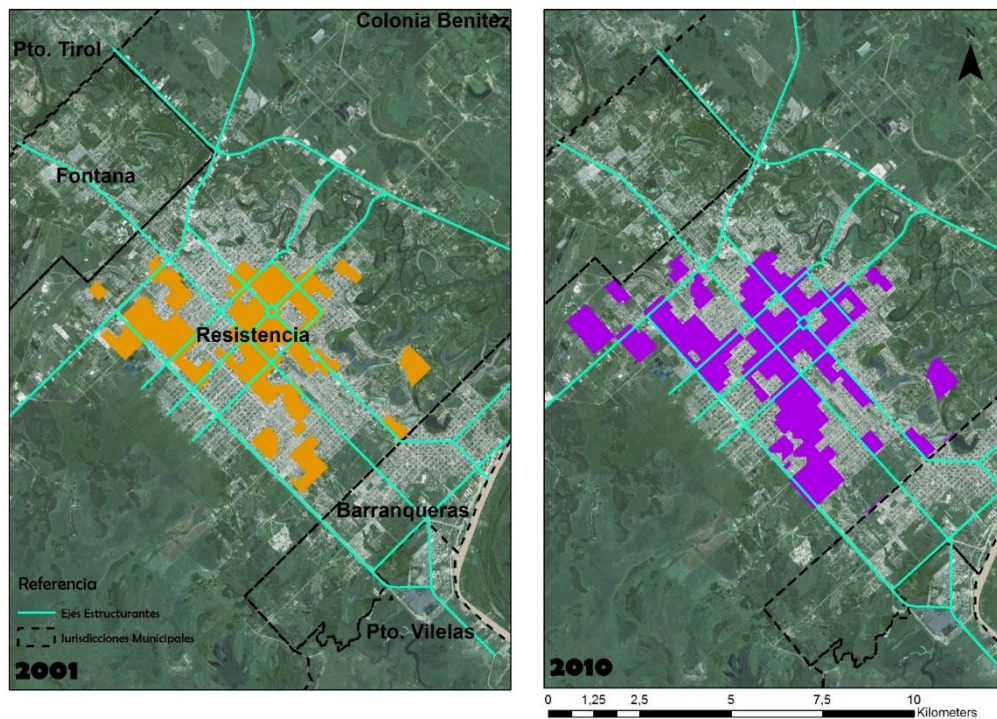 Colonia Benitez
Pto. Tirol
Fontana
Resistencia
Barranqueras
Pto. Vilelas
Referencia
Ejes Estructurantes
Jurisdicciones Municipales
2001
N
2010
0 1,25 2,5 5 7,5 10
Kilometers